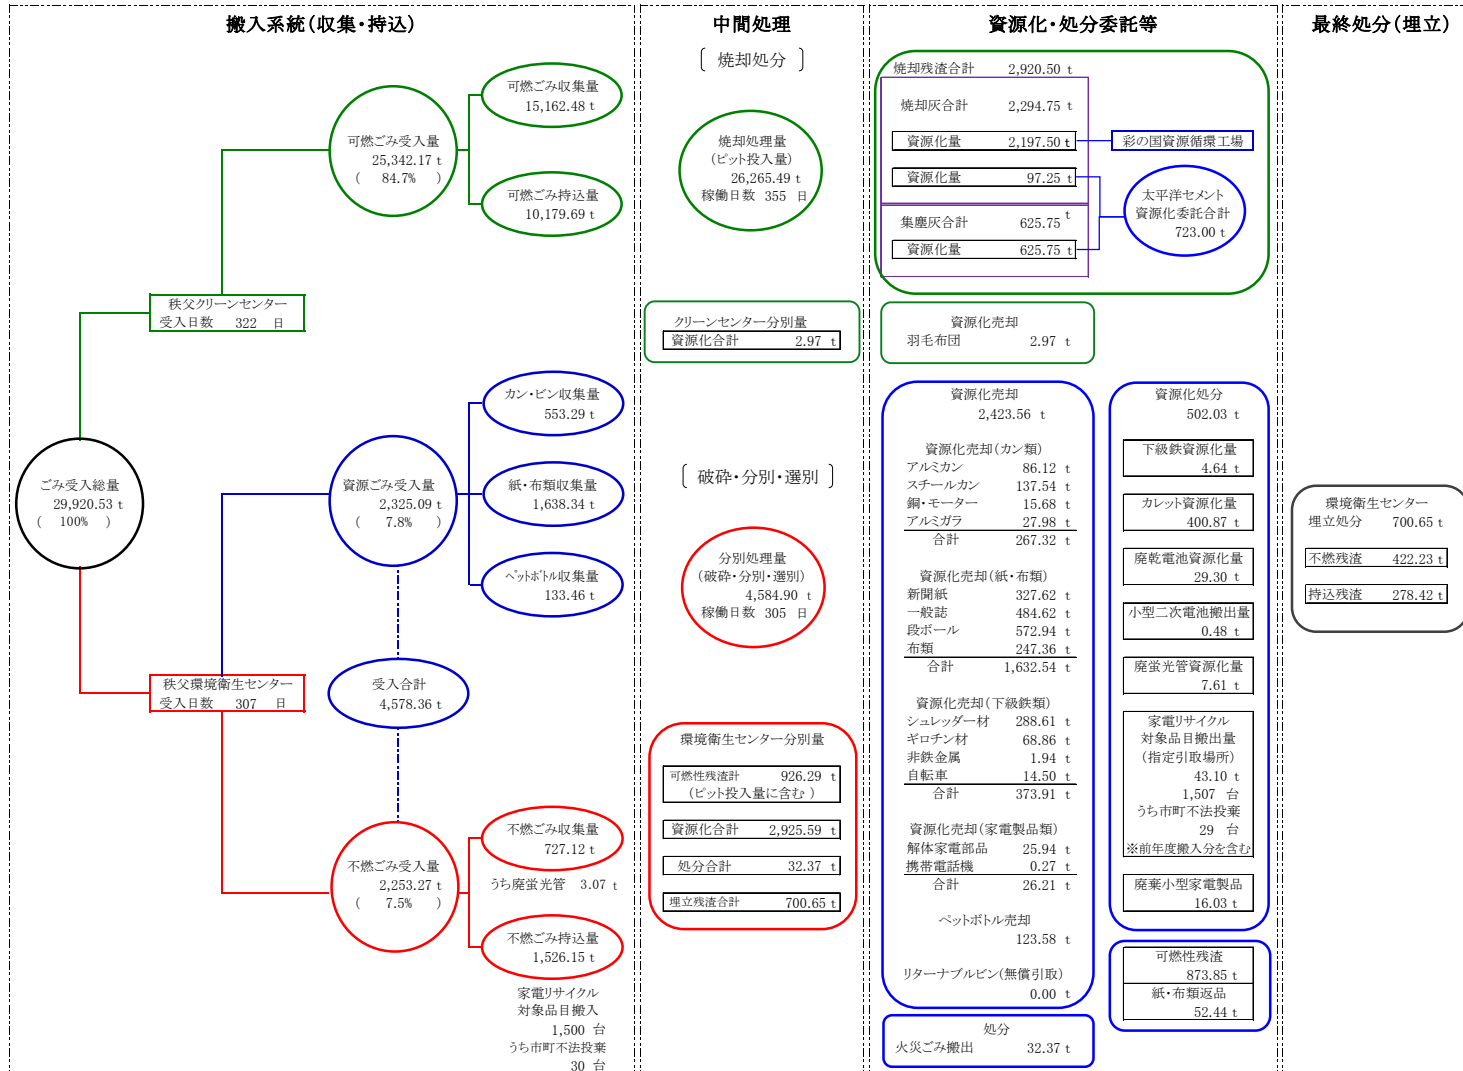 搬入系統(収集・持込)
中間処理
資源化・処分委託等
最終処分(埋立)
ごみ受入総量
29,920.53 t
( 100% )
秩父クリーンセンター
受入日数 322 日
可燃ごみ受入量
25,342.17 t
( 84.7% )
可燃ごみ収集量
15,162.48 t
可燃ごみ持込量
10,179.69 t
資源ごみ受入量
2,325.09 t
( 7.8% )
カン・ビン収集量
553.29 t
紙・布類収集量
1,638.34 t
ペットボトル収集量
133.46 t
秩父環境衛生センター
受入日数 307 日
受入合計
4,578.36 t
不燃ごみ受入量
2,253.27 t
( 7.5% )
不燃ごみ収集量
727.12 t
うち廃蛍光管 3.07 t
不燃ごみ持込量
1,526.15 t
家電リサイクル
対象品目搬入
1,500 台
うち市町不法投棄
30 台
〔 焼却処分 〕
焼却処理量
(ピット投入量)
26,265.49 t
稼働日数 355 日
クリーンセンター分別量
資源化合計 2.97 t
〔 破砕・分別・選別 〕
分別処理量
(破砕・分別・選別)
4,584.90 t
稼働日数 305 日
環境衛生センター分別量
可燃性残渣計 926.29 t
(ピット投入量に含む )
資源化合計 2,925.59 t
処分合計 32.37 t
埋立残渣合計 700.65 t
焼却残渣合計 2,920.50 t
焼却灰合計 2,294.75 t
資源化量 2,197.50 t
彩の国資源循環工場
資源化量 97.25 t
集塵灰合計 625.75 t
資源化量 625.75 t
太平洋セメント
資源化委託合計
723.00 t
資源化売却
羽毛布団 2.97 t
資源化売却
2,423.56 t
資源化売却(カン類)
アルミカン 86.12 t
スチールカン 137.54 t
銅・モーター 15.68 t
アルミガラ 27.98 t
合計 267.32 t
資源化売却(紙・布類)
新聞紙 327.62 t
一般誌 484.62 t
段ボール 572.94 t
布類 247.36 t
合計 1,632.54 t
資源化売却(下級鉄類)
シュレッダー材 288.61 t
ギロチン材 68.86 t
非鉄金属 1.94 t
自転車 14.50 t
合計 373.91 t
資源化売却(家電製品類)
解体家電部品 25.94 t
携帯電話機 0.27 t
合計 26.21 t
ペットボトル売却
123.58 t
リターナブルビン(無償引取)
0.00 t
処分
火災ごみ搬出 32.37 t
資源化処分
502.03 t
下級鉄資源化量
4.64 t
カレット資源化量
400.87 t
廃乾電池資源化量
29.30 t
小型二次電池搬出量
0.48 t
廃蛍光管資源化量
7.61 t
家電リサイクル
対象品目搬出量
(指定引取場所)
43.10 t
1,507 台
うち市町不法投棄
29 台
※前年度搬入分を含む
廃棄小型家電製品
16.03 t
可燃性残渣
873.85 t
紙・布類返品
52.44 t
環境衛生センター
埋立処分 700.65 t
不燃残渣 422.23 t
持込残渣 278.42 t